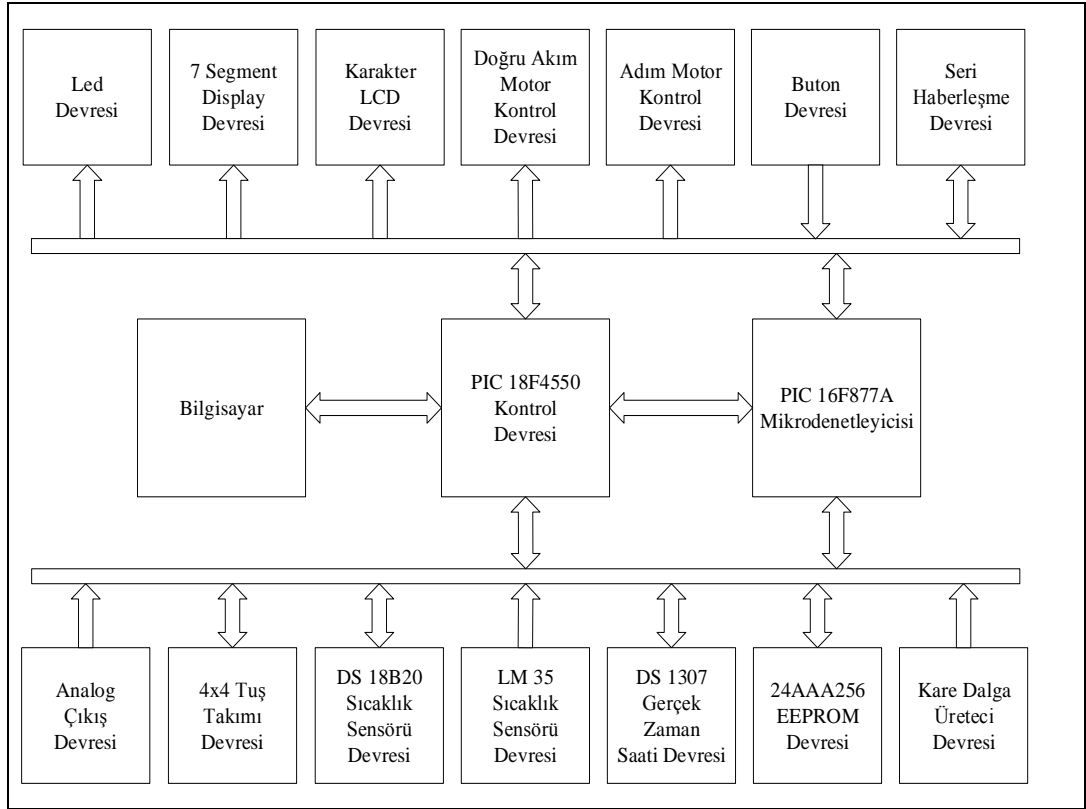 Led
Devresi
7 Segment
Display
Devresi
Karakter
LCD
Devresi
Doğru Akım
Motor
Kontrol
Devresi
Adım Motor
Kontrol
Devresi
Buton
Devresi
Seri
Haberleşme
Devresi
Bilgisayar
PIC 18F4550
Kontrol
Devresi
PIC 16F877A
Mikrodenetleyicisi
Analog
Çıkış
Devresi
4x4 Tuş
Takımı
Devresi
DS 18B20
Sıcaklık
Sensörü
Devresi
LM 35
Sıcaklık
Sensörü
Devresi
DS 1307
Gerçek
Zaman
Saati Devresi
24AAA256
EEPROM
Devresi
Kare Dalga
Üreteci
Devresi